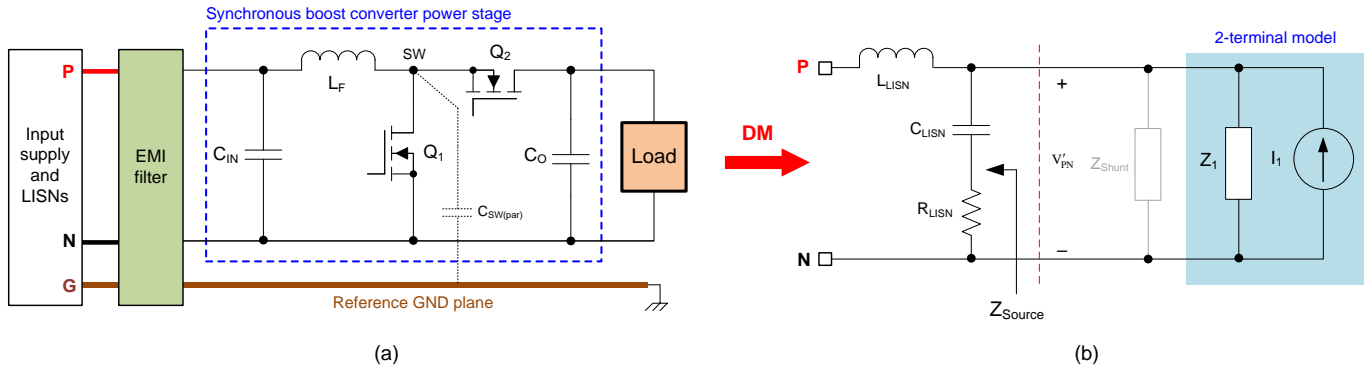 Synchronous boost converter power stage
P
N
G
Input
supply
and
LISNs
EMI
filter
C_IN
L_F
SW
Q_1
Q_2
C_SW(par)
C_O
Load
Reference GND plane
(a)
DM
P
N
L_LISN
C_LISN
R_LISN
Z_Source
+
V'_PN
–
Z_Shunt
2-terminal model
Z_1
I_1
(b)